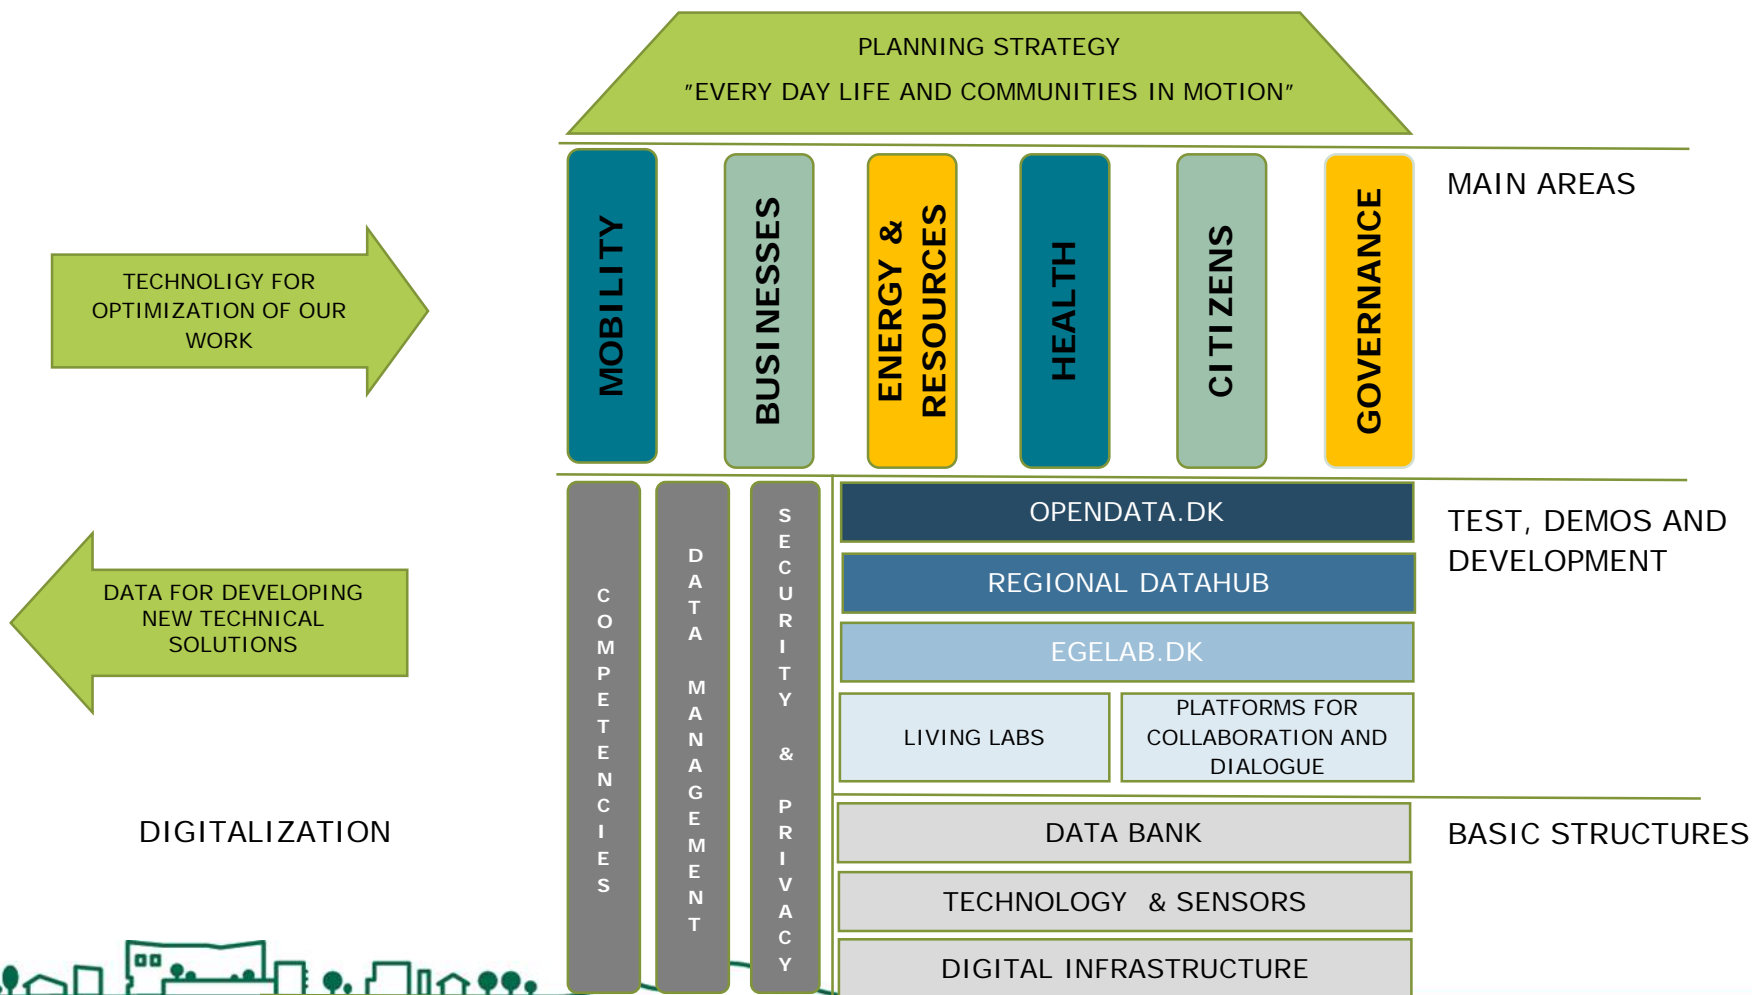 PLANNING STRATEGY
"EVERY DAY LIFE AND COMMUNITIES IN MOTION"
MAIN AREAS
MOBILITY
BUSINESSES
ENERGY &
RESOURCES
HEALTH
CITIZENS
GOVERNANCE
TECHNOLIGY FOR
OPTIMIZATION OF OUR
WORK
DATA FOR DEVELOPING
NEW TECHNICAL
SOLUTIONS
DIGITALIZATION
COMPETENCIES
DATA MANAGEMENT
SECURITY & PRIVACY
OPENDATA.DK
REGIONAL DATAHUB
EGELAB.DK
LIVING LABS
PLATFORMS FOR
COLLABORATION AND
DIALOGUE
TEST, DEMOS AND
DEVELOPMENT
DATA BANK
TECHNOLOGY & SENSORS
DIGITAL INFRASTRUCTURE
BASIC STRUCTURES